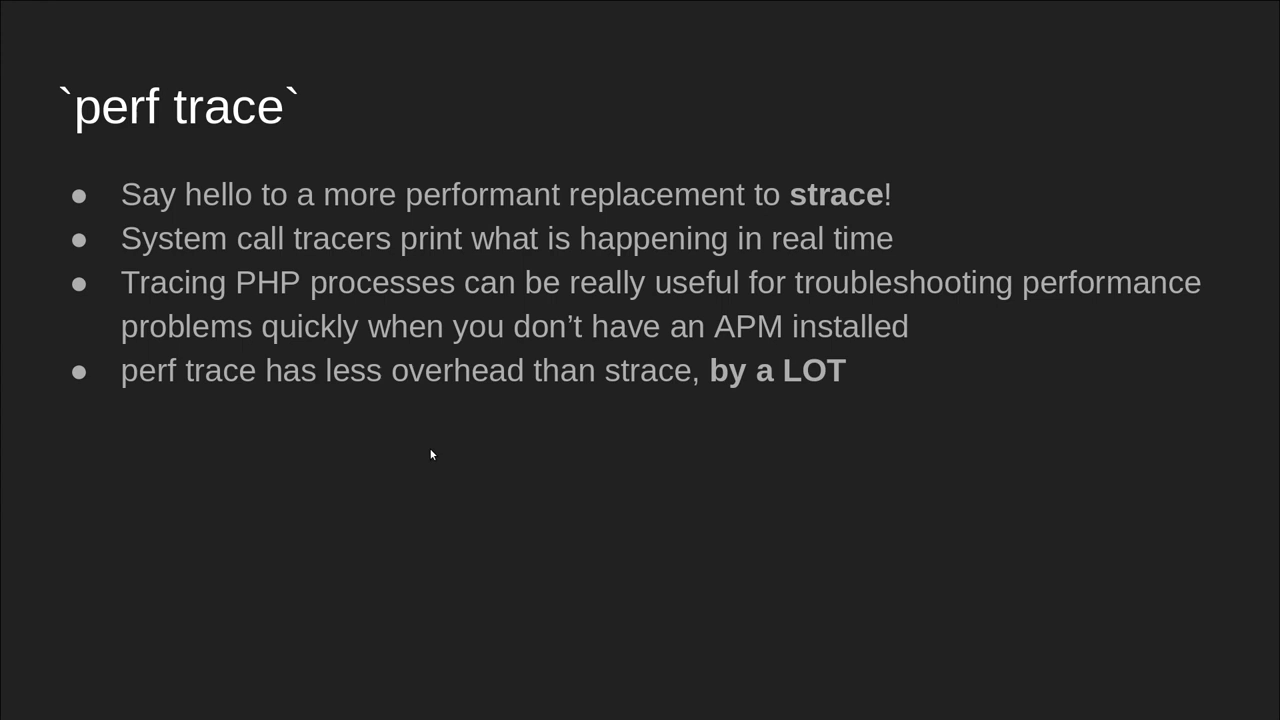 `perf trace`
● Say hello to a more performant replacement to strace!
● System call tracers print what is happening in real time
● Tracing PHP processes can be really useful for troubleshooting performance
problems quickly when you don’t have an APM installed
● perf trace has less overhead than strace, by a LOT